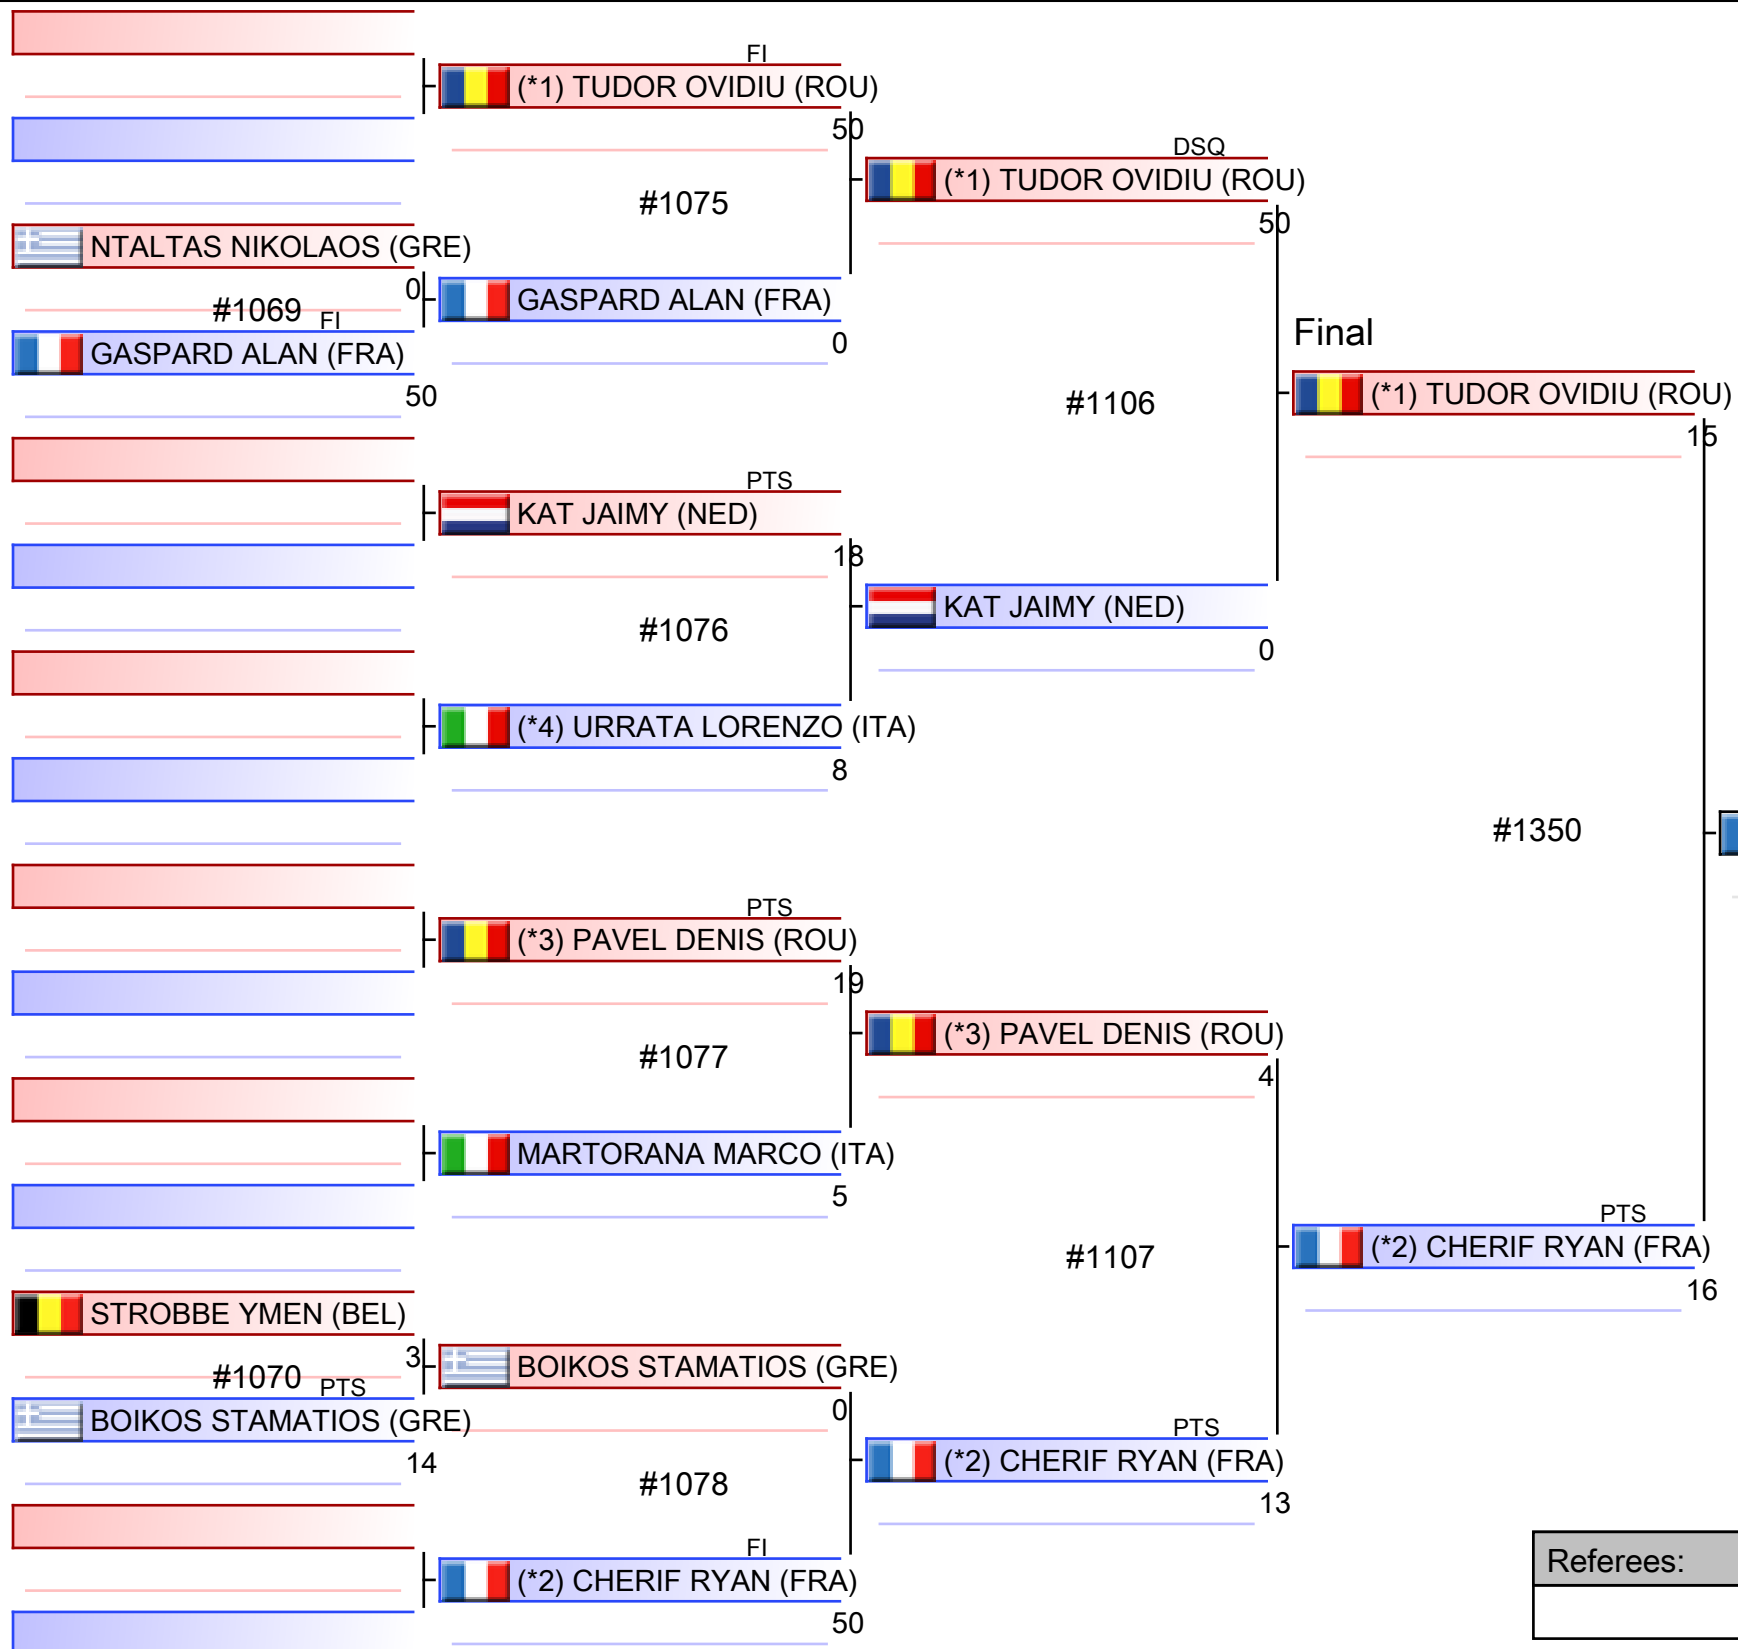 FI
(*1) TUDOR OVIDIU (ROU)
50
DSQ
(*1) TUDOR OVIDIU (ROU)
#1075
50
NTALTAS NIKOLAOS (GRE)
0
GASPARD ALAN (FRA)
#1069
FI
Final
GASPARD ALAN (FRA)
0
50
(*1) TUDOR OVIDIU (ROU)
#1106
15
PTS
KAT JAIMY (NED)
18
KAT JAIMY (NED)
#1076
0
(*4) URRATA LORENZO (ITA)
8
#1350
PTS
(*3) PAVEL DENIS (ROU)
19
(*3) PAVEL DENIS (ROU)
#1077
4
MARTORANA MARCO (ITA)
5
PTS
#1107
(*2) CHERIF RYAN (FRA)
16
STROBBE YMEN (BEL)
3
BOIKOS STAMATIOS (GRE)
#1070
PTS
0
BOIKOS STAMATIOS (GRE)
PTS
14
(*2) CHERIF RYAN (FRA)
#1078
13
FI
(*2) CHERIF RYAN (FRA)
50
Referees: